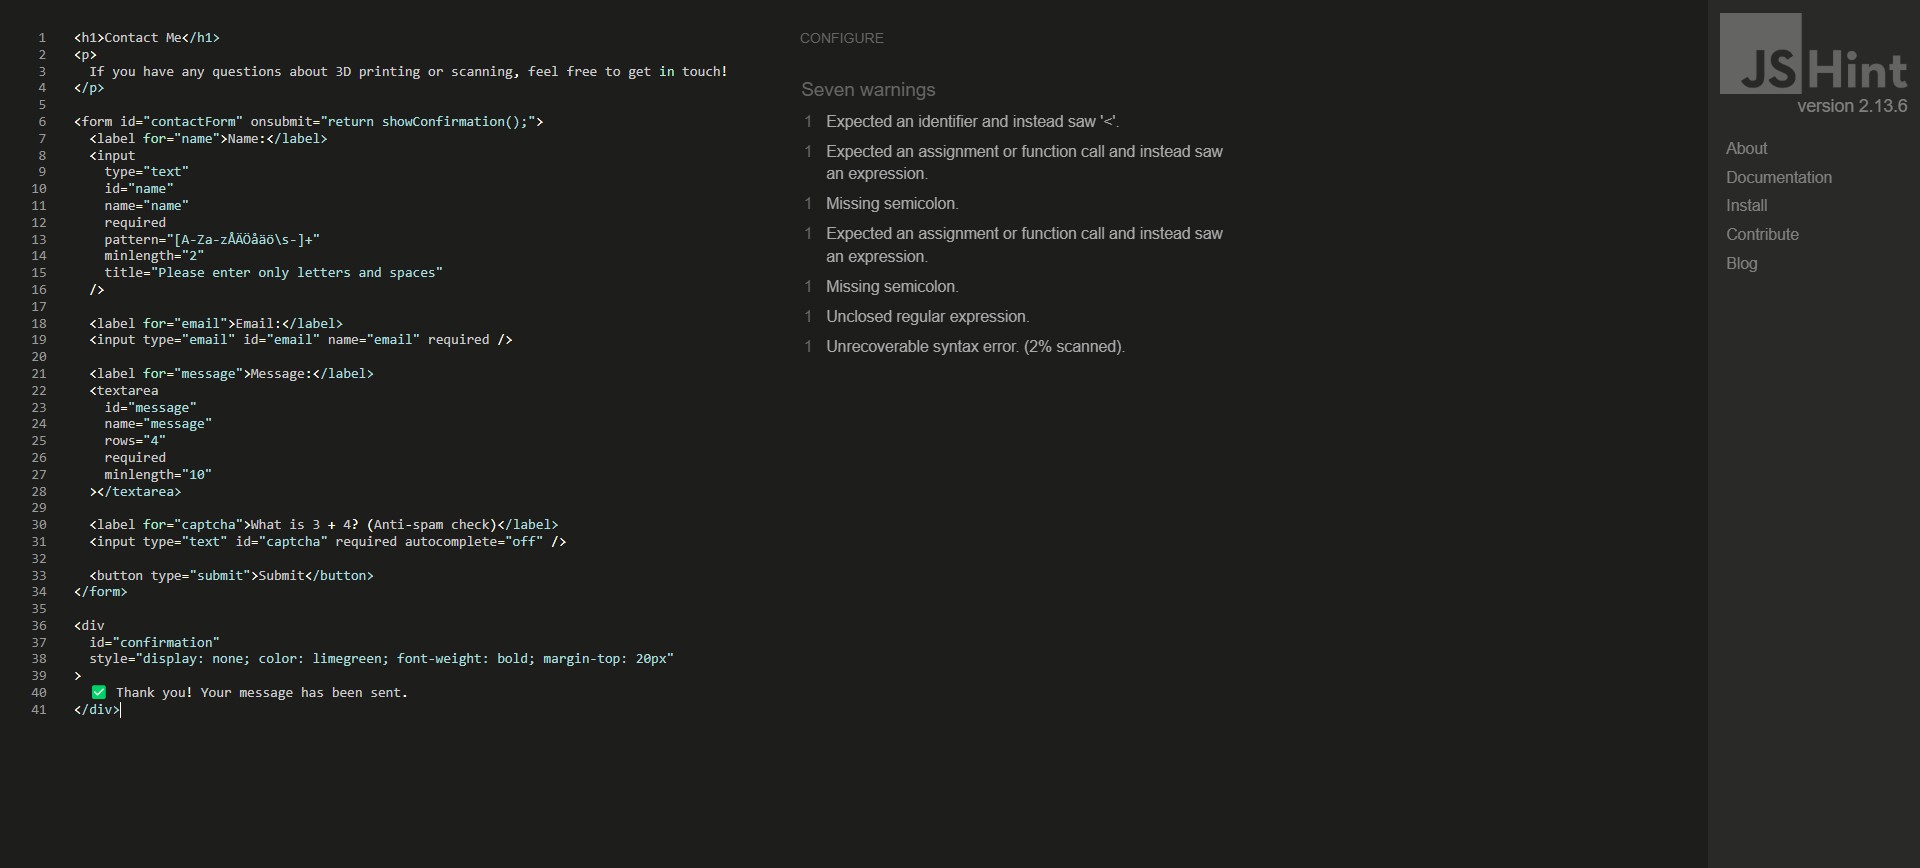 1 <h1>Contact Me</h1>
2 <p>
3 If you have any questions about 3D printing or scanning, feel free to get in touch!
4 </p>
5
6 <form id="contactForm" onsubmit="return showConfirmation();">
7 <label for="name">Name:</label>
8 <input
9 type="text"
10 id="name"
11 name="name"
12 required
13 pattern="[A-Za-zÅÄÖåäö\s-]+"
14 minlength="2"
15 title="Please enter only letters and spaces"
16 />
17
18 <label for="email">Email:</label>
19 <input type="email" id="email" name="email" required />
20
21 <label for="message">Message:</label>
22 <textarea
23 id="message"
24 name="message"
25 rows="4"
26 required
27 minlength="10"
28 ></textarea>
29
30 <label for="captcha">What is 3 + 4? (Anti-spam check)</label>
31 <input type="text" id="captcha" required autocomplete="off" />
32
33 <button type="submit">Submit</button>
34 </form>
35
36 <div
37 id="confirmation"
38 style="display: none; color: limegreen; font-weight: bold; margin-top: 20px"
39 >
40 ✅ Thank you! Your message has been sent.
41 </div>
CONFIGURE
Seven warnings
1 Expected an identifier and instead saw '<'.
1 Expected an assignment or function call and instead saw
an expression.
1 Missing semicolon.
1 Expected an assignment or function call and instead saw
an expression.
1 Missing semicolon.
1 Unclosed regular expression.
1 Unrecoverable syntax error. (2% scanned).
JSHint
version 2.13.6
About
Documentation
Install
Contribute
Blog